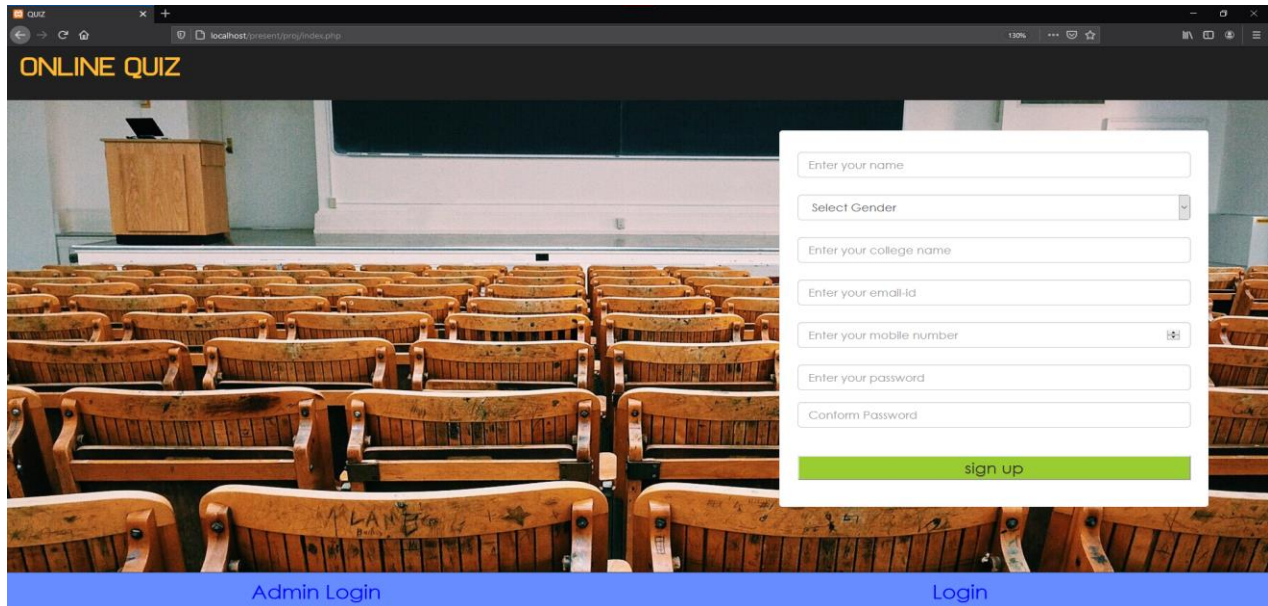 QUIZ
localhost/present/proj/index.php
130%
ONLINE QUIZ
Enter your name
Select Gender
Enter your college name
Enter your email-id
Enter your mobile number
Enter your password
Conform Password
sign up
Admin Login
Login